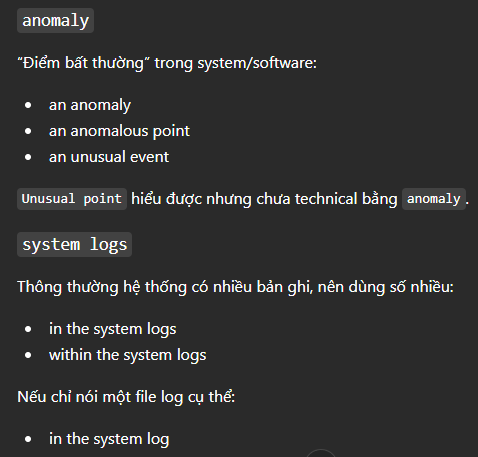 anomaly
“Điểm bất thường” trong system/software:
an anomaly
an anomalous point
an unusual event
Unusual point hiểu được nhưng chưa technical bằng anomaly.
system logs
Thông thường hệ thống có nhiều bản ghi, nên dùng số nhiều:
in the system logs
within the system logs
Nếu chỉ nói một file log cụ thể:
in the system log